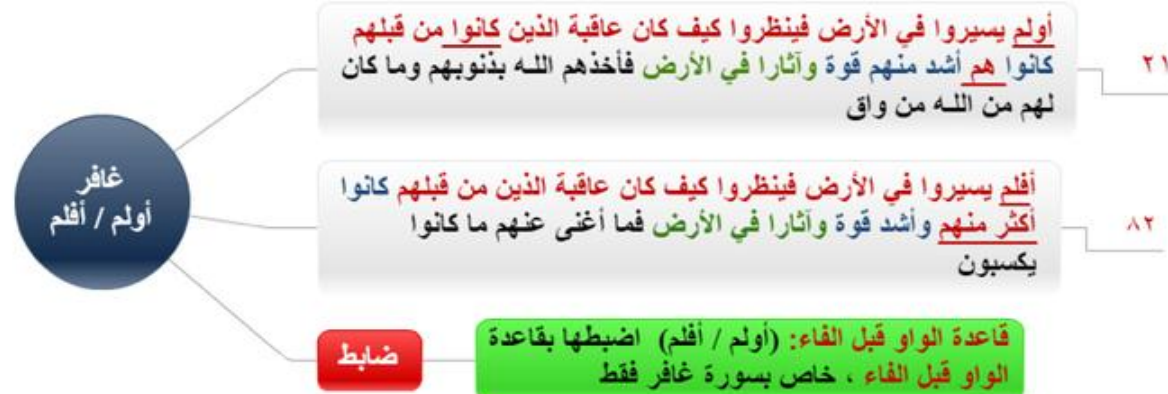 أولم يسيروا في الأرض فينظروا كيف كان عاقبة الذين كانوا من قبلهم
كانوا هم أشد منهم قوة وآثارا في الأرض فأخذهم الله بذنوبهم وما كان
لهم من الله من واق
٢١
غافر
أولم / أفلم
أفلم يسيروا في الأرض فينظروا كيف كان عاقبة الذين من قبلهم كانوا
أكثر منهم وأشد قوة وآثارا في الأرض فما أغنى عنهم ما كانوا
يكسبون
٨٢
قاعدة الواو قبل الفاء: (أولم / أفلم) اضبطها بقاعدة
الواو قبل الفاء ، خاص بسورة غافر فقط
ضابط